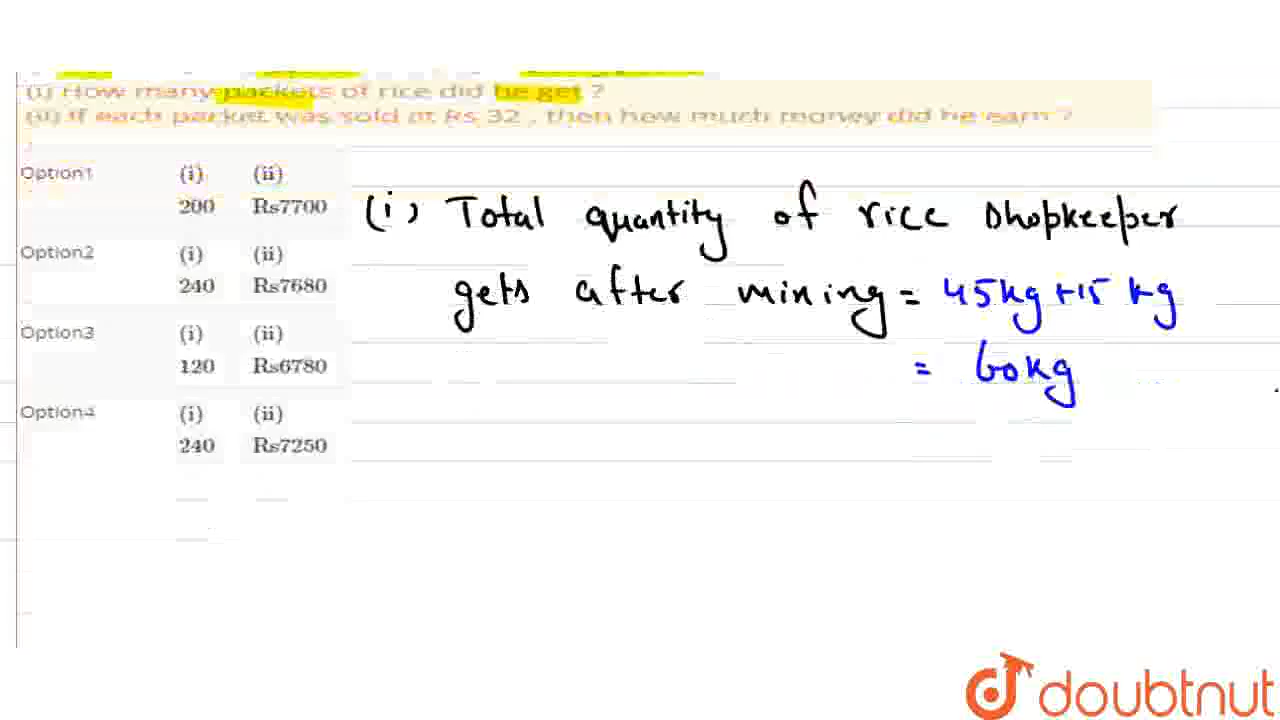 (i) How many packets of rice did he get ?
(ii) If each packet was sold at Rs 32 , then how much money did he earn ?
Option1 (i) (ii)
200 Rs7700
Option2 (i) (ii)
240 Rs7680
Option3 (i) (ii)
120 Rs6780
Option4 (i) (ii)
240 Rs7250
(i) Total quantity of rice shopkeeper
gets after mining = 45kg+15 kg
= 60kg
doubtnut